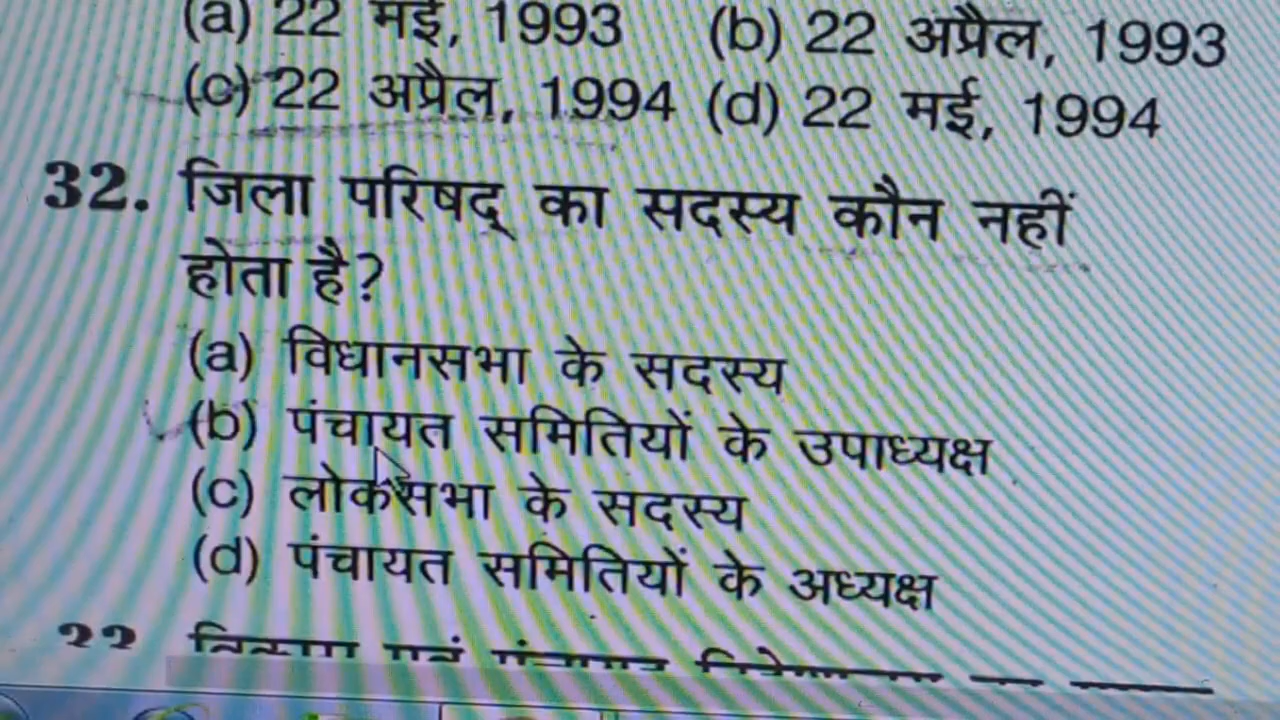 (a) 22 मई, 1993 (b) 22 अप्रैल, 1993
(c) 22 अप्रैल, 1994 (d) 22 मई, 1994
32. जिला परिषद् का सदस्य कौन नहीं
होता है?
(a) विधानसभा के सदस्य
(b) पंचायत समितियों के उपाध्यक्ष
(c) लोकसभा के सदस्य
(d) पंचायत समितियों के अध्यक्ष